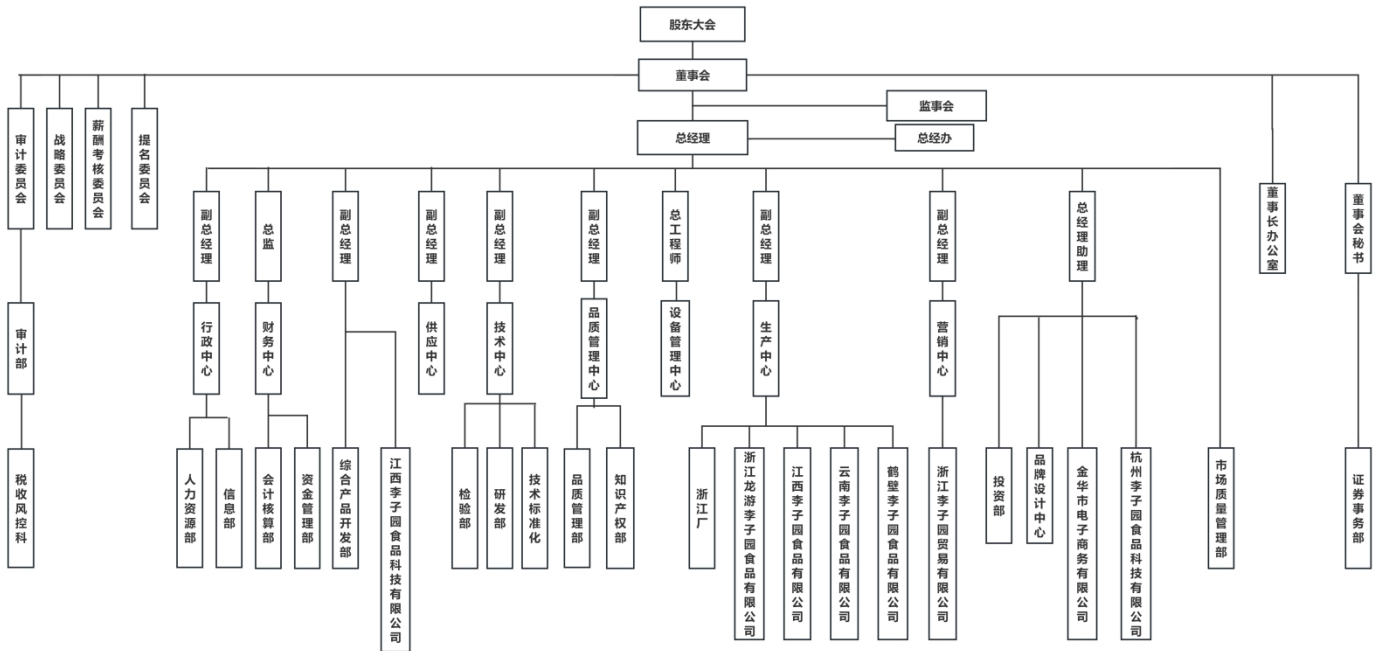 股东大会
董事会
监事会
总经理
总经办
审计委员会
战略委员会
薪酬考核委员会
提名委员会
董事长办公室
董事会秘书
副总经理
总监
副总经理
副总经理
副总经理
副总经理
总工程师
副总经理
副总经理
总经理助理
审计部
行政中心
财务中心
供应中心
技术中心
品质管理中心
设备管理中心
生产中心
营销中心
税收风控科
人力资源部
信息部
会计核算部
资金管理部
综合产品开发部
江西李子园食品科技有限公司
检验部
研发部
技术标准化
品质管理部
知识产权部
浙江厂
浙江龙游李子园食品有限公司
江西李子园食品有限公司
云南李子园食品有限公司
鹤壁李子园食品有限公司
浙江李子园贸易有限公司
投资部
品牌设计中心
金华市电子商务有限公司
杭州李子园食品科技有限公司
市场质量管理部
证券事务部